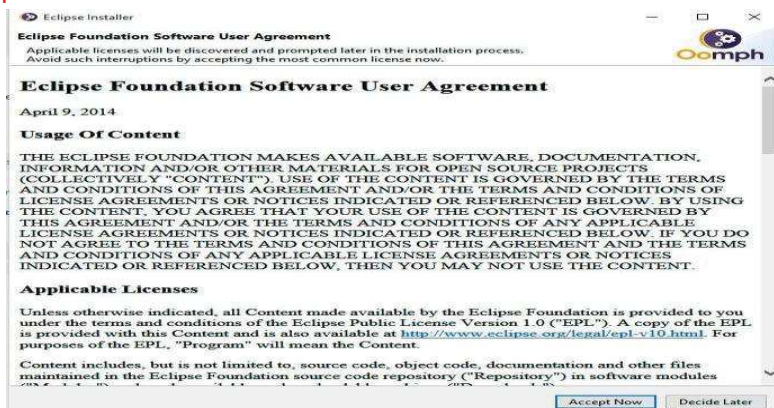 Eclipse Installer
Eclipse Foundation Software User Agreement
Applicable licenses will be discovered and prompted later in the installation process.
Avoid such interruptions by accepting the most common license now.
Oomph
Eclipse Foundation Software User Agreement
April 9, 2014
Usage Of Content
THE ECLIPSE FOUNDATION MAKES AVAILABLE SOFTWARE, DOCUMENTATION,
INFORMATION AND/OR OTHER MATERIALS FOR OPEN SOURCE PROJECTS
(COLLECTIVELY "CONTENT"). USE OF THE CONTENT IS GOVERNED BY THE TERMS
AND CONDITIONS OF THIS AGREEMENT AND/OR THE TERMS AND CONDITIONS OF
LICENSE AGREEMENTS OR NOTICES INDICATED OR REFERENCED BELOW. BY USING
THE CONTENT, YOU AGREE THAT YOUR USE OF THE CONTENT IS GOVERNED BY
THIS AGREEMENT AND/OR THE TERMS AND CONDITIONS OF ANY APPLICABLE
LICENSE AGREEMENTS OR NOTICES INDICATED OR REFERENCED BELOW. IF YOU DO
NOT AGREE TO THE TERMS AND CONDITIONS OF THIS AGREEMENT AND THE TERMS
AND CONDITIONS OF ANY APPLICABLE LICENSE AGREEMENTS OR NOTICES
INDICATED OR REFERENCED BELOW, THEN YOU MAY NOT USE THE CONTENT.
Applicable Licenses
Unless otherwise indicated, all Content made available by the Eclipse Foundation is provided to you
under the terms and conditions of the Eclipse Public License Version 1.0 ("EPL"). A copy of the EPL
is provided with this Content and is also available at http://www.eclipse.org/legal/epl-v10.html. For
purposes of the EPL, "Program" will mean the Content.
Content includes, but is not limited to, source code, object code, documentation and other files
maintained in the Eclipse Foundation source code repository ("Repository") in software modules
Accept Now
Decide Later